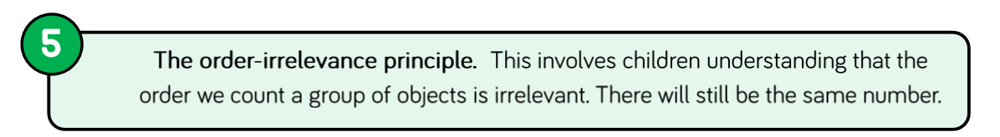 5
The order-irrelevance principle. This involves children understanding that the
order we count a group of objects is irrelevant. There will still be the same number.